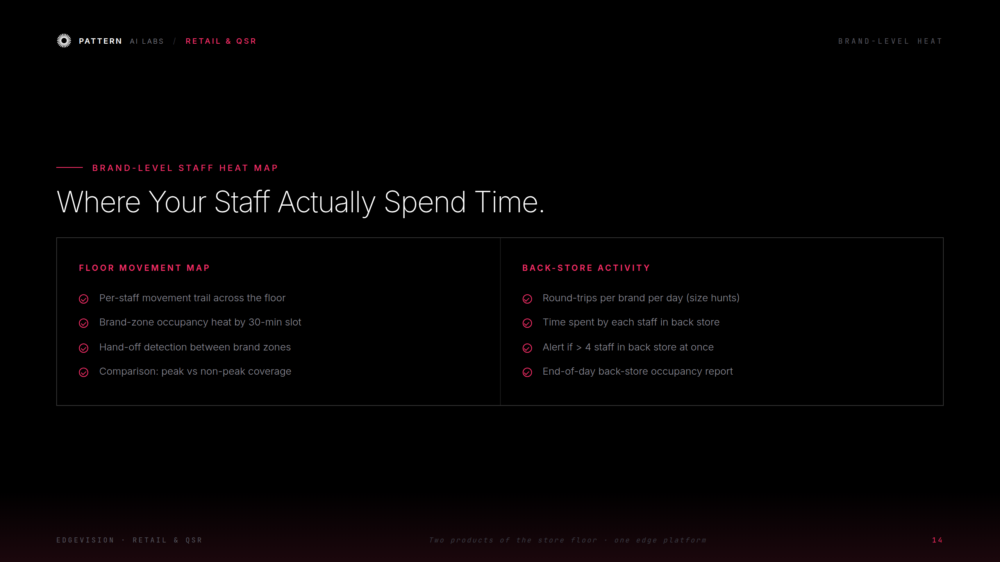 PATTERN AI LABS / RETAIL & QSR
BRAND-LEVEL HEAT
BRAND-LEVEL STAFF HEAT MAP
Where Your Staff Actually Spend Time.
FLOOR MOVEMENT MAP
Per-staff movement trail across the floor
Brand-zone occupancy heat by 30-min slot
Hand-off detection between brand zones
Comparison: peak vs non-peak coverage
BACK-STORE ACTIVITY
Round-trips per brand per day (size hunts)
Time spent by each staff in back store
Alert if > 4 staff in back store at once
End-of-day back-store occupancy report
EDGEVISION · RETAIL & QSR
Two products of the store floor · one edge platform
14